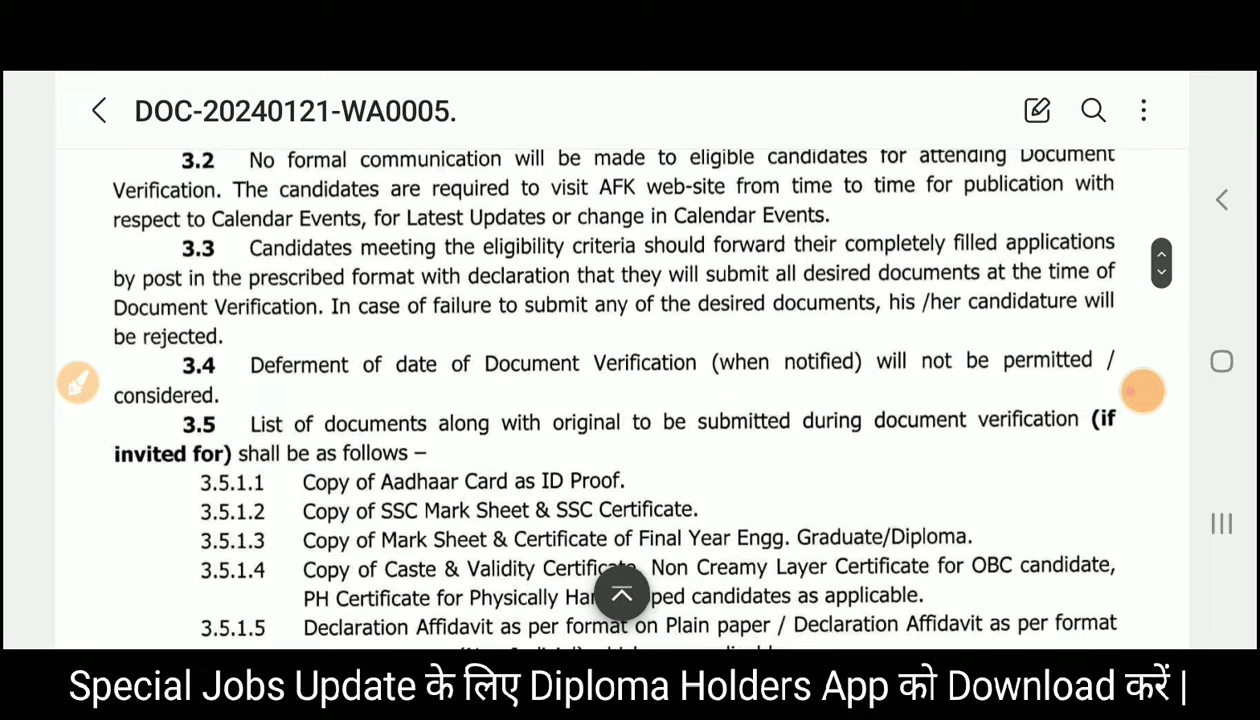 DOC-20240121-WA0005.
3.2 No formal communication will be made to eligible candidates for attending Document
Verification. The candidates are required to visit AFK web-site from time to time for publication with
respect to Calendar Events, for Latest Updates or change in Calendar Events.
3.3 Candidates meeting the eligibility criteria should forward their completely filled applications
by post in the prescribed format with declaration that they will submit all desired documents at the time of
Document Verification. In case of failure to submit any of the desired documents, his /her candidature will
be rejected.
3.4 Deferment of date of Document Verification (when notified) will not be permitted /
considered.
3.5 List of documents along with original to be submitted during document verification (if
invited for) shall be as follows –
3.5.1.1 Copy of Aadhaar Card as ID Proof.
3.5.1.2 Copy of SSC Mark Sheet & SSC Certificate.
3.5.1.3 Copy of Mark Sheet & Certificate of Final Year Engg. Graduate/Diploma.
3.5.1.4 Copy of Caste & Validity Certificate, Non Creamy Layer Certificate for OBC candidate,
PH Certificate for Physically candidates as applicable.
3.5.1.5 Declaration Affidavit as per format on Plain paper / Declaration Affidavit as per format
Special Jobs Update के लिए Diploma Holders App को Download करें |